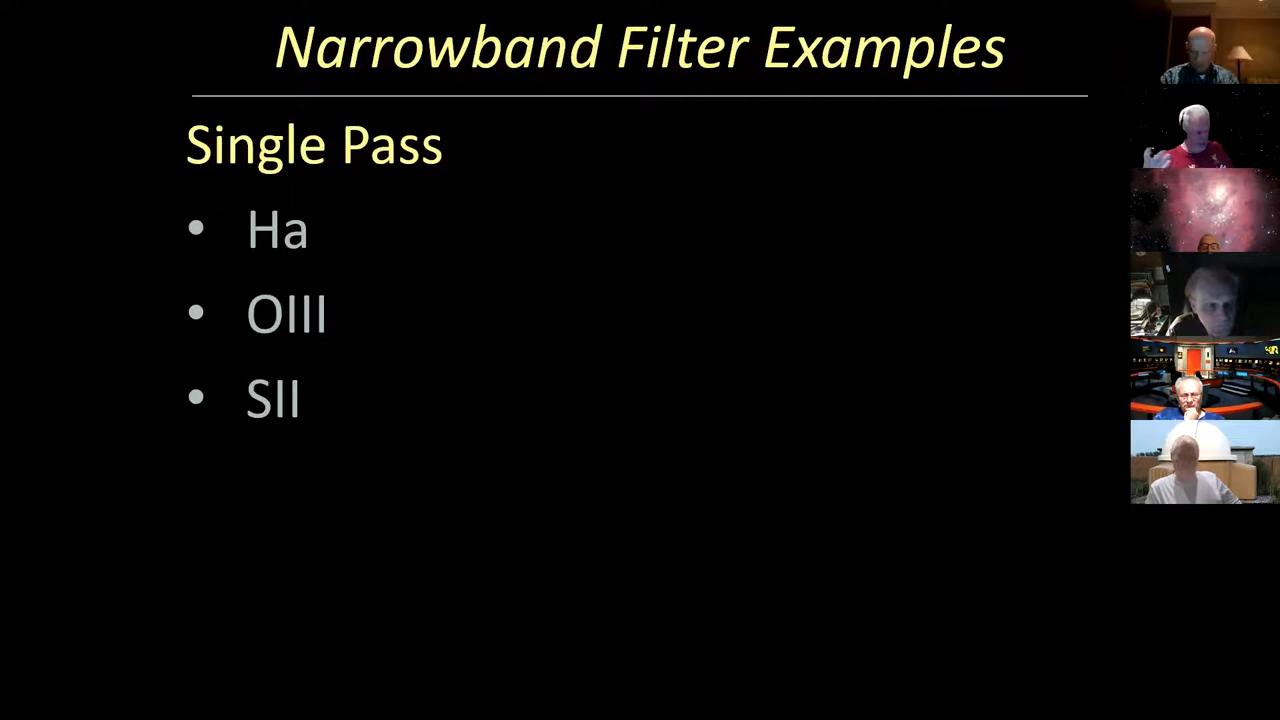 Narrowband Filter Examples
Single Pass
• Ha
• OIII
• SII